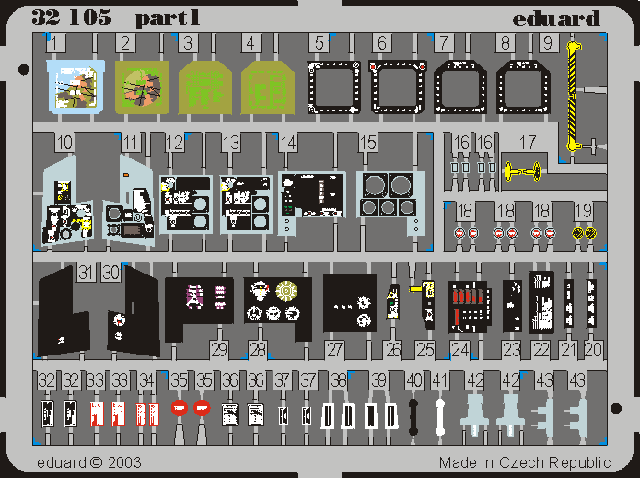 32 105 part1 eduard
1 2 3 4 5 6 7 8 9
10 11 12 13 14 15 16 16 17
18 18 18 19
31 30
29 28 27 26 25 24 23 22 21 20
32 32 33 33 34 35 35 36 36 37 37 38 39 40 41 42 42 43 43
eduard © 2003 Made in Czech Republic